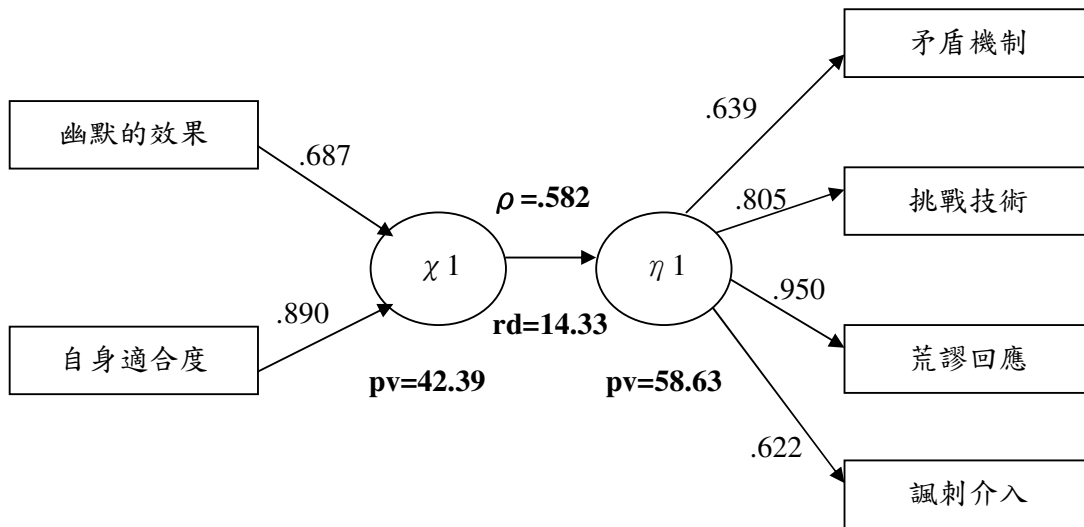 矛盾機制
.639
幽默的效果
.687
ρ=.582
.805
挑戰技術
χ1
η1
.950
.890
rd=14.33
荒謬回應
自身適合度
pv=42.39
pv=58.63
.622
諷刺介入